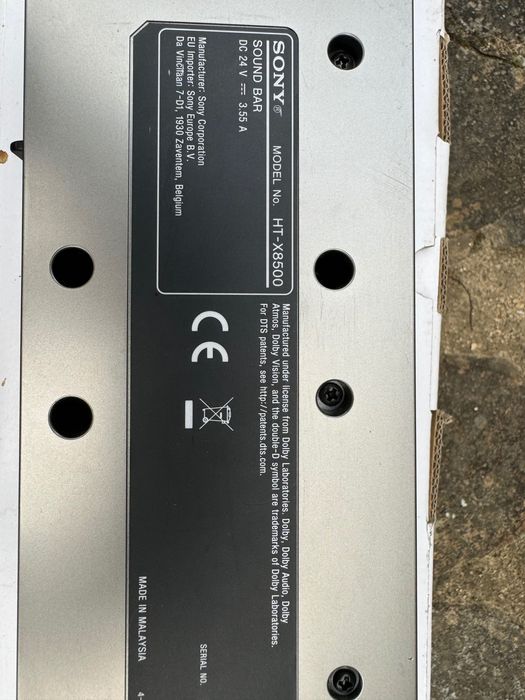 SONY®
SOUND BAR MODEL No. HT-X8500
DC 24 V ⎓ 3.55 A
Manufacturer: Sony Corporation
EU Importer: Sony Europe B.V.
Da Vincilaan 7-D1, 1930 Zaventem, Belgium
Manufactured under license from Dolby Laboratories. Dolby, Dolby Audio, Dolby
Atmos, Dolby Vision, and the double-D symbol are trademarks of Dolby Laboratories.
For DTS patents, see http://patents.dts.com.
CE
SERIAL NO.
MADE IN MALAYSIA
4-